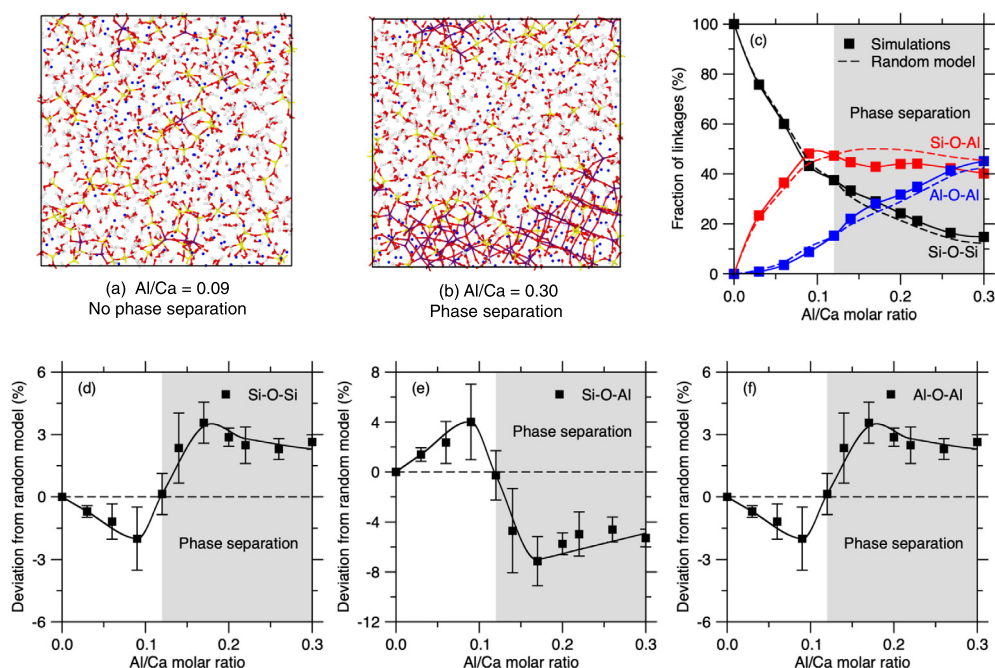 (a) Al/Ca = 0.09
No phase separation
(b) Al/Ca = 0.30
Phase separation
(c)
Simulations
Random model
Phase separation
Si-O-Al
Al-O-Al
Si-O-Si
Fraction of linkages (%)
100
80
60
40
20
0
0.0 0.1 0.2 0.3
Al/Ca molar ratio
(d)
Si-O-Si
Phase separation
Deviation from random model (%)
6
3
0
-3
-6
0.0 0.1 0.2 0.3
Al/Ca molar ratio
(e)
Si-O-Al
Phase separation
Deviation from random model (%)
8
4
0
-4
-8
-12
0.0 0.1 0.2 0.3
Al/Ca molar ratio
(f)
Al-O-Al
Phase separation
Deviation from random model (%)
6
3
0
-3
-6
0.0 0.1 0.2 0.3
Al/Ca molar ratio